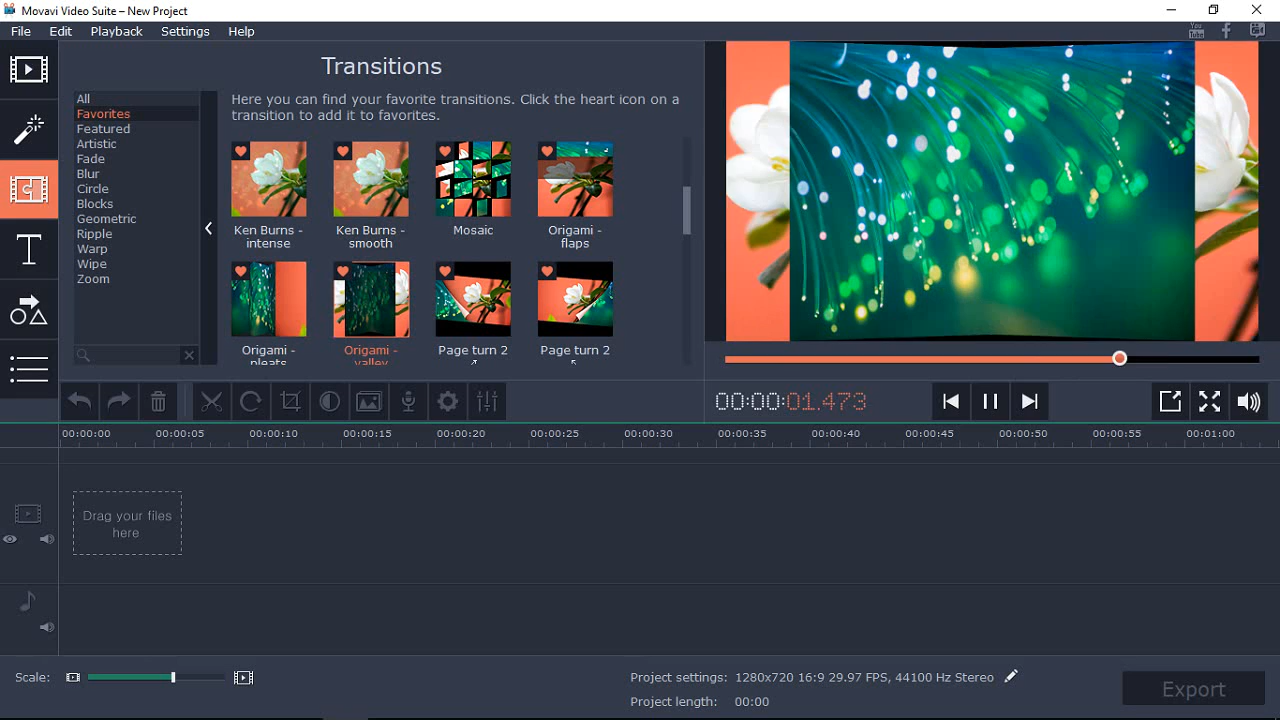 Movavi Video Suite – New Project
File Edit Playback Settings Help
You Tube
Transitions
All
Favorites
Featured
Artistic
Fade
Blur
Circle
Blocks
Geometric
Ripple
Warp
Wipe
Zoom
Here you can find your favorite transitions. Click the heart icon on a
transition to add it to favorites.
Ken Burns -
intense
Ken Burns -
smooth
Mosaic
Origami -
flaps
Origami -
pleats
Origami -
valley
Page turn 2
Page turn 2
00:00:01.473
00:00:00 00:00:05 00:00:10 00:00:15 00:00:20 00:00:25 00:00:30 00:00:35 00:00:40 00:00:45 00:00:50 00:00:55 00:01:00
Drag your files
here
Scale:
Project settings: 1280x720 16:9 29.97 FPS, 44100 Hz Stereo
Project length: 00:00
Export